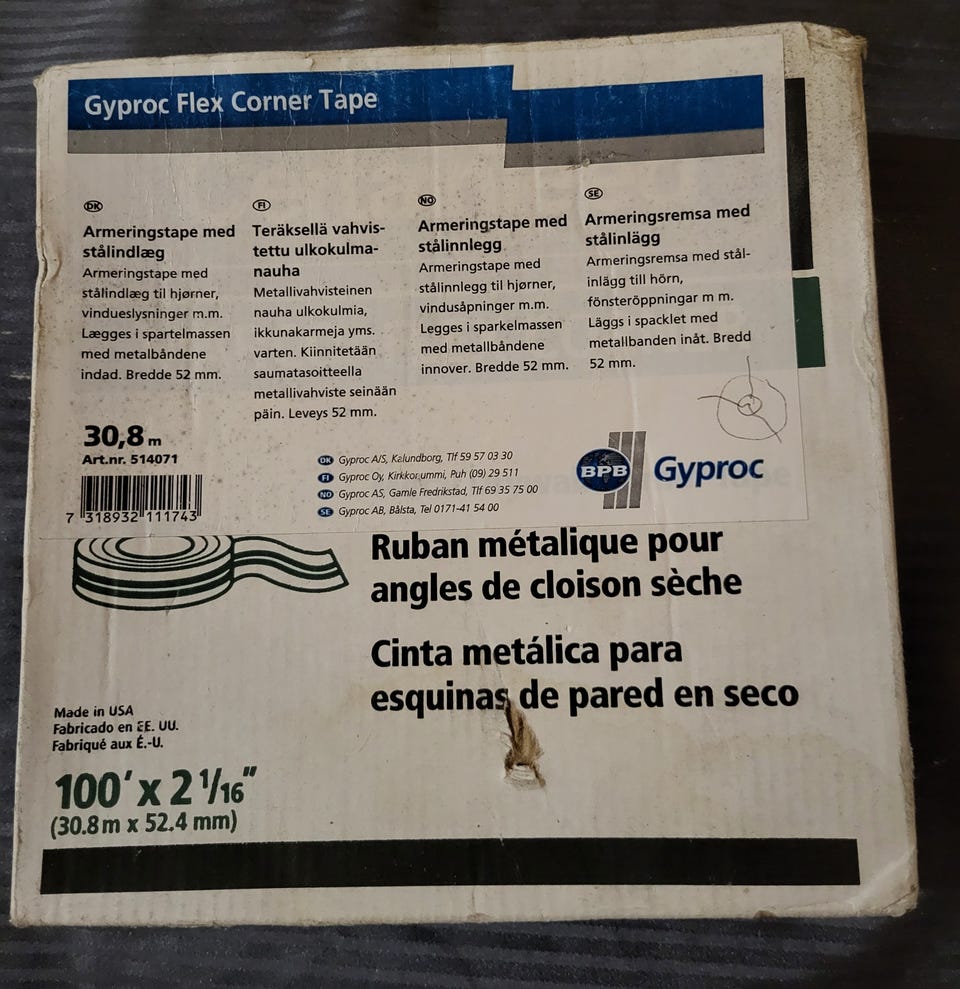 Gyproc Flex Corner Tape
DK
Armeringstape med
stålindlæg
Armeringstape med
stålindlæg til hjørner,
vindueslysninger m.m.
Lægges i spartelmassen
med metalbåndene
indad. Bredde 52 mm.
FI
Teräksellä vahvis-
tettu ulkokulma-
nauha
Metallivahvisteinen
nauha ulkokulmia,
ikkunakarmeja yms.
varten. Kiinnitetään
saumatasoitteella
metallivahviste seinään
päin. Leveys 52 mm.
NO
Armeringstape med
stålinnlegg
Armeringstape med
stålinnlegg til hjørner,
vindusåpninger m.m.
Legges i sparkelmassen
med metallbåndene
innover. Bredde 52 mm.
SE
Armeringsremsa med
stålinlägg
Armeringsremsa med stål-
inlägg till hörn,
fönsteröppningar m m.
Läggs i spacklet med
metallbanden inåt. Bredd
52 mm.
30,8 m
Art.nr. 514071
7 318932 111743
DK Gyproc A/S, Kalundborg, Tlf 59 57 03 30
FI Gyproc Oy, Kirkkonummi, Puh (09) 29 511
NO Gyproc AS, Gamle Fredrikstad, Tlf 69 35 75 00
SE Gyproc AB, Bålsta, Tel 0171-41 54 00
BPB Gyproc
Ruban métalique pour
angles de cloison sèche
Cinta metálica para
esquinas de pared en seco
Made in USA
Fabricado en EE. UU.
Fabriqué aux É.-U.
100' x 2 1/16"
(30.8 m x 52.4 mm)